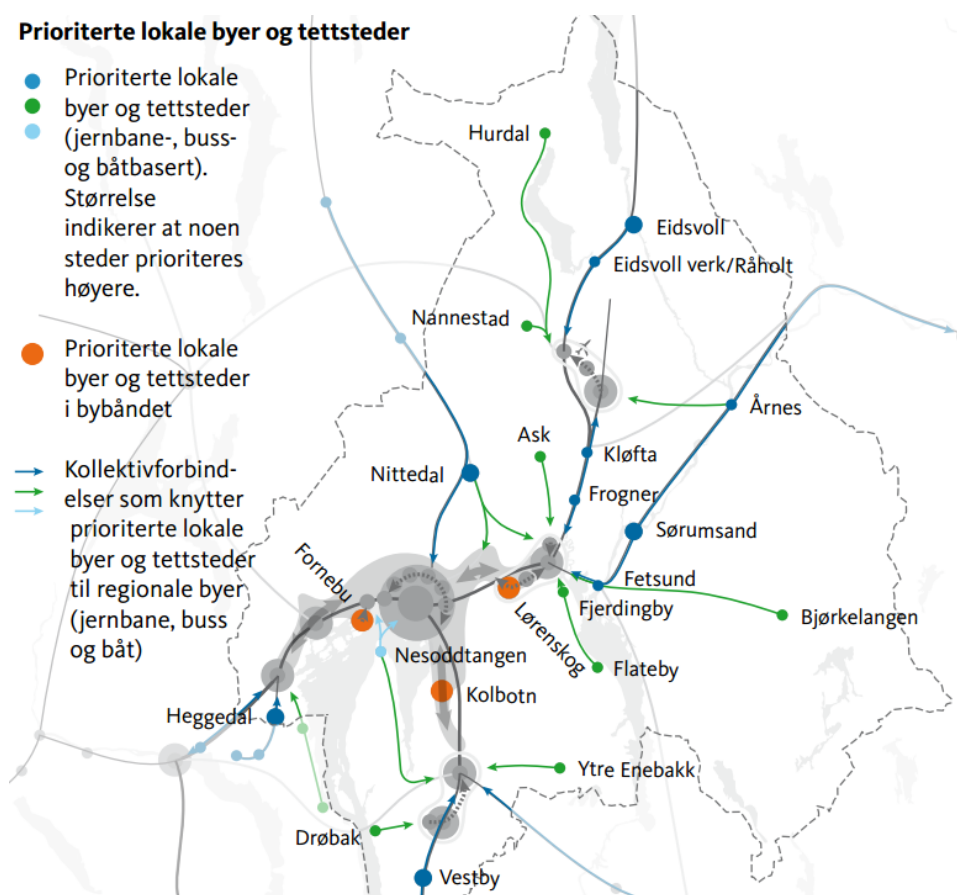 Prioriterte lokale byer og tettsteder
Prioriterte lokale
byer og tettsteder
(jernbane-, buss-
og båtbasert).
Størrelse
indikerer at noen
steder prioriteres
høyere.
Prioriterte lokale
byer og tettsteder
i bybåndet
Kollektivforbind-
elser som knytter
prioriterte lokale
byer og tettsteder
til regionale byer
(jernbane, buss
og båt)
Hurdal
Eidsvoll
Eidsvoll verk/Råholt
Nannestad
Årnes
Ask
Kløfta
Nittedal
Frogner
Sørumsand
Fornebu
Fetsund
Fjerdingby
Bjørkelangen
Lørenskog
Nesoddtangen
Flateby
Kolbotn
Heggedal
Ytre Enebakk
Drøbak
Vestby